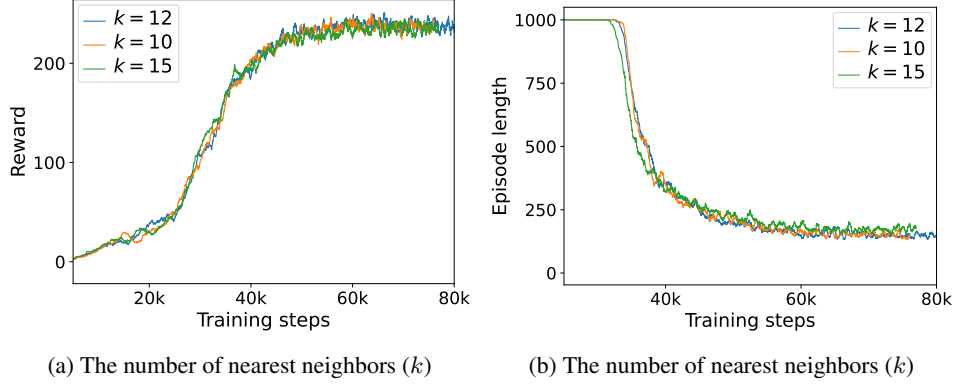 k = 12
k = 10
k = 15
200
100
0
Reward
20k 40k 60k 80k
Training steps
(a) The number of nearest neighbors (k)
k = 12
k = 10
k = 15
1000
750
500
250
0
Episode length
40k 60k 80k
Training steps
(b) The number of nearest neighbors (k)